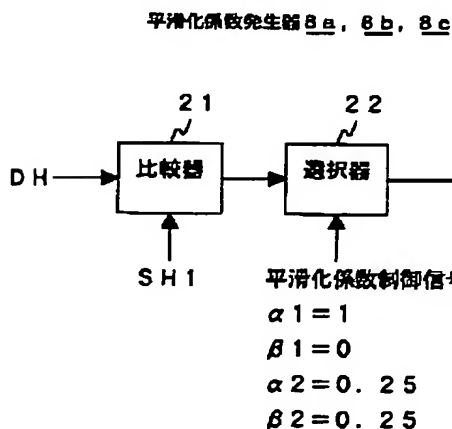 平滑化係数発生器 8a, 8b, 8c
21
22
DH
比較器
選択器
SH1
平滑化係数制御信
α1=1
β1=0
α2=0.25
β2=0.25